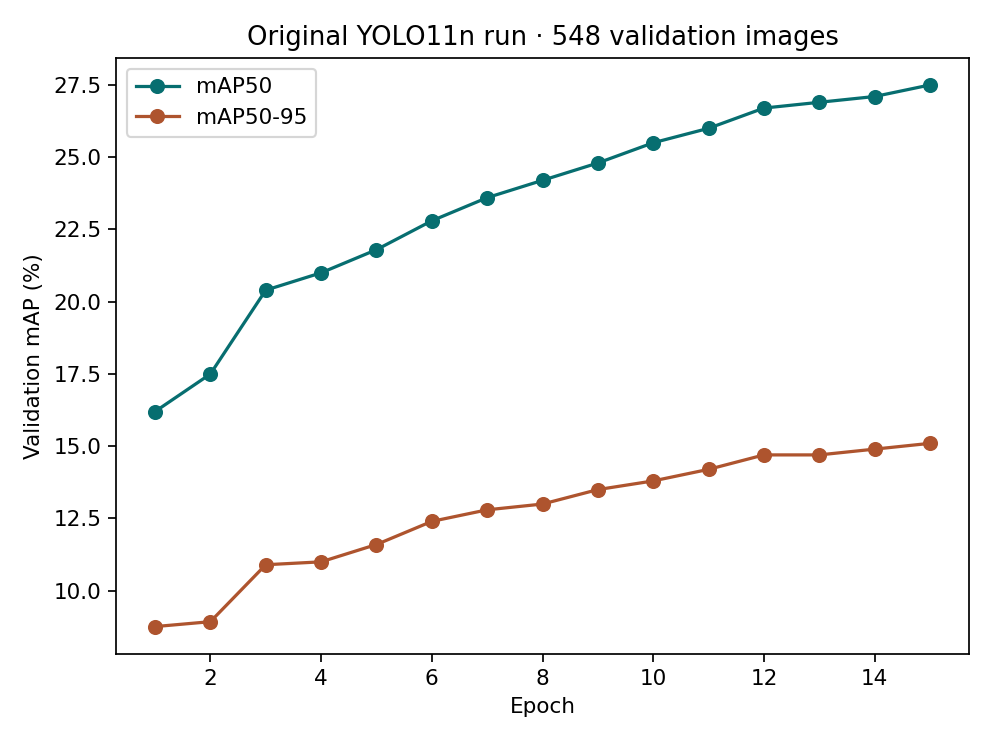 Original YOLO11n run · 548 validation images
mAP50
mAP50-95
Validation mAP (%)
27.5
25.0
22.5
20.0
17.5
15.0
12.5
10.0
2 4 6 8 10 12 14
Epoch